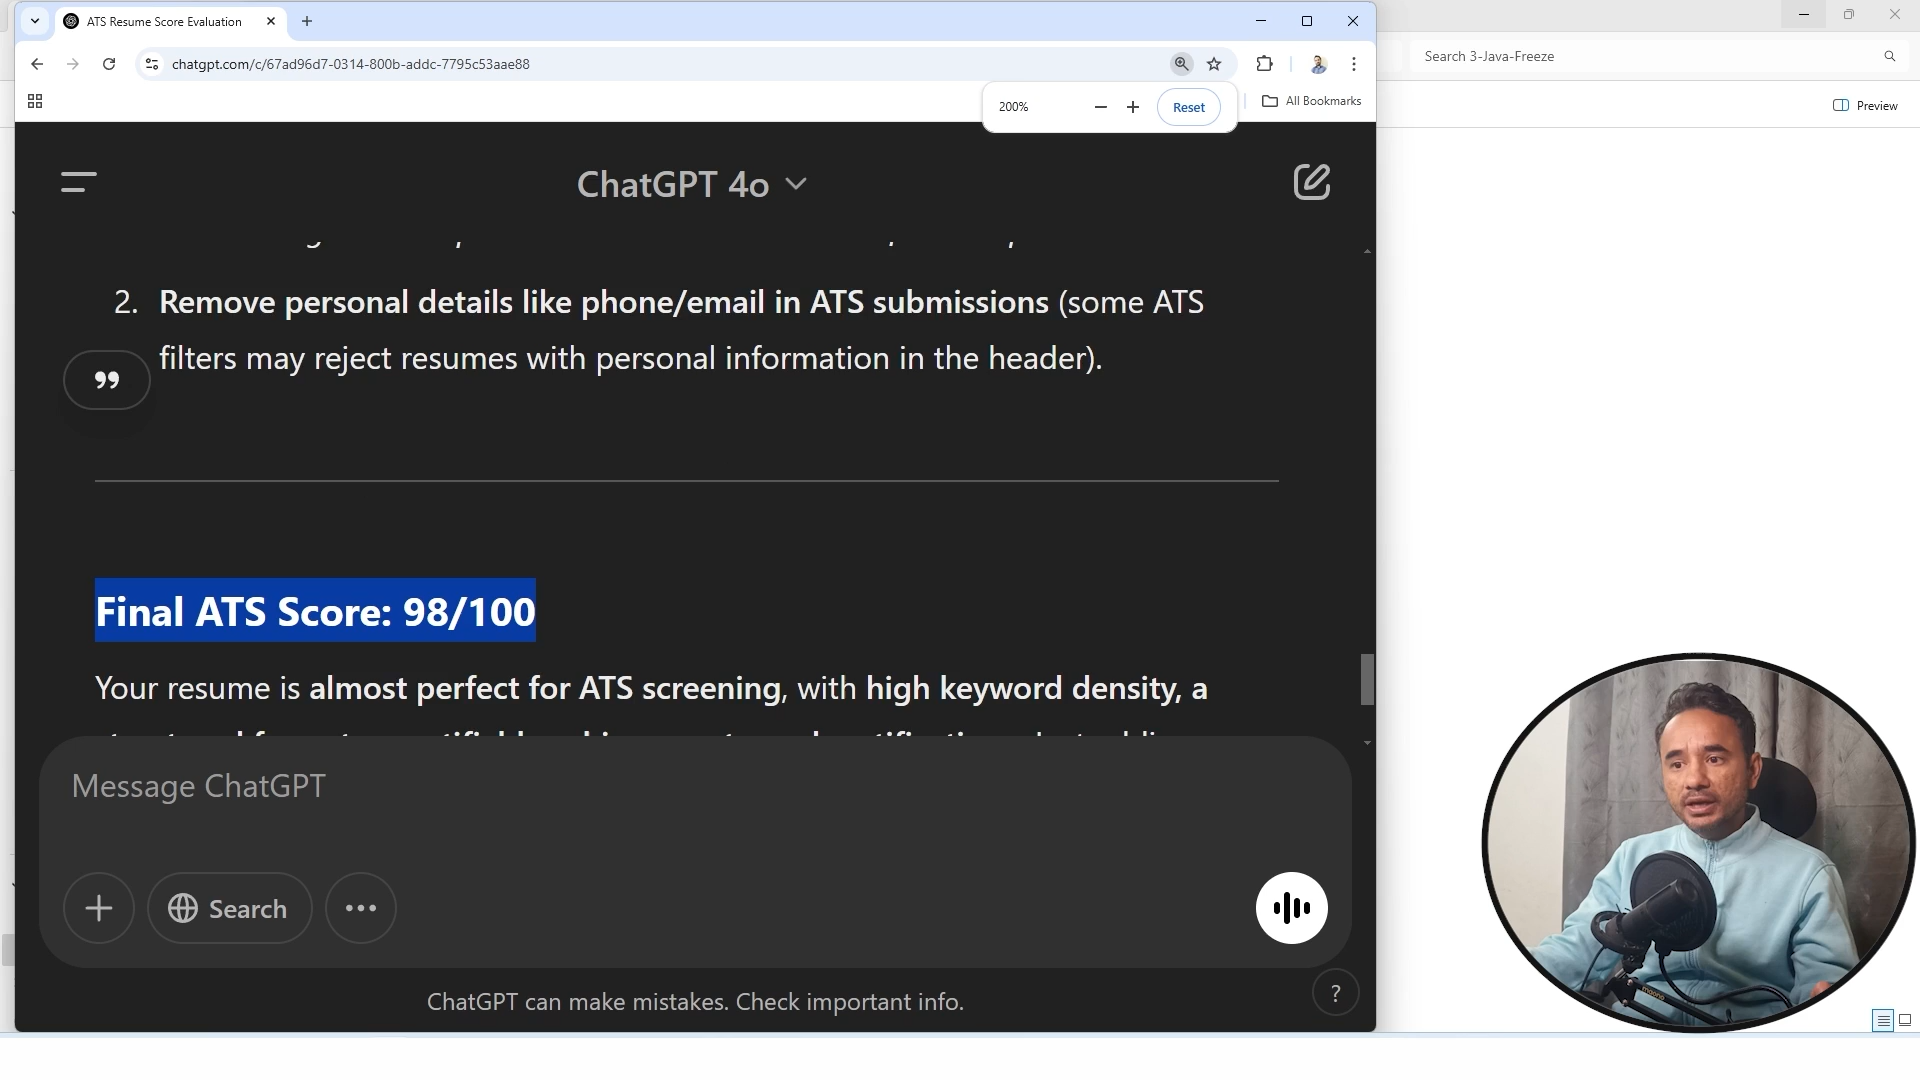 ATS Resume Score Evaluation
chatgpt.com/c/67ad96d7-0314-800b-addc-7795c53aae88
Search 3-Java-Freeze
200%
Reset
All Bookmarks
Preview
ChatGPT 4o
2. Remove personal details like phone/email in ATS submissions (some ATS
filters may reject resumes with personal information in the header).
Final ATS Score: 98/100
Your resume is almost perfect for ATS screening, with high keyword density, a
Message ChatGPT
Search
ChatGPT can make mistakes. Check important info.
?
maono